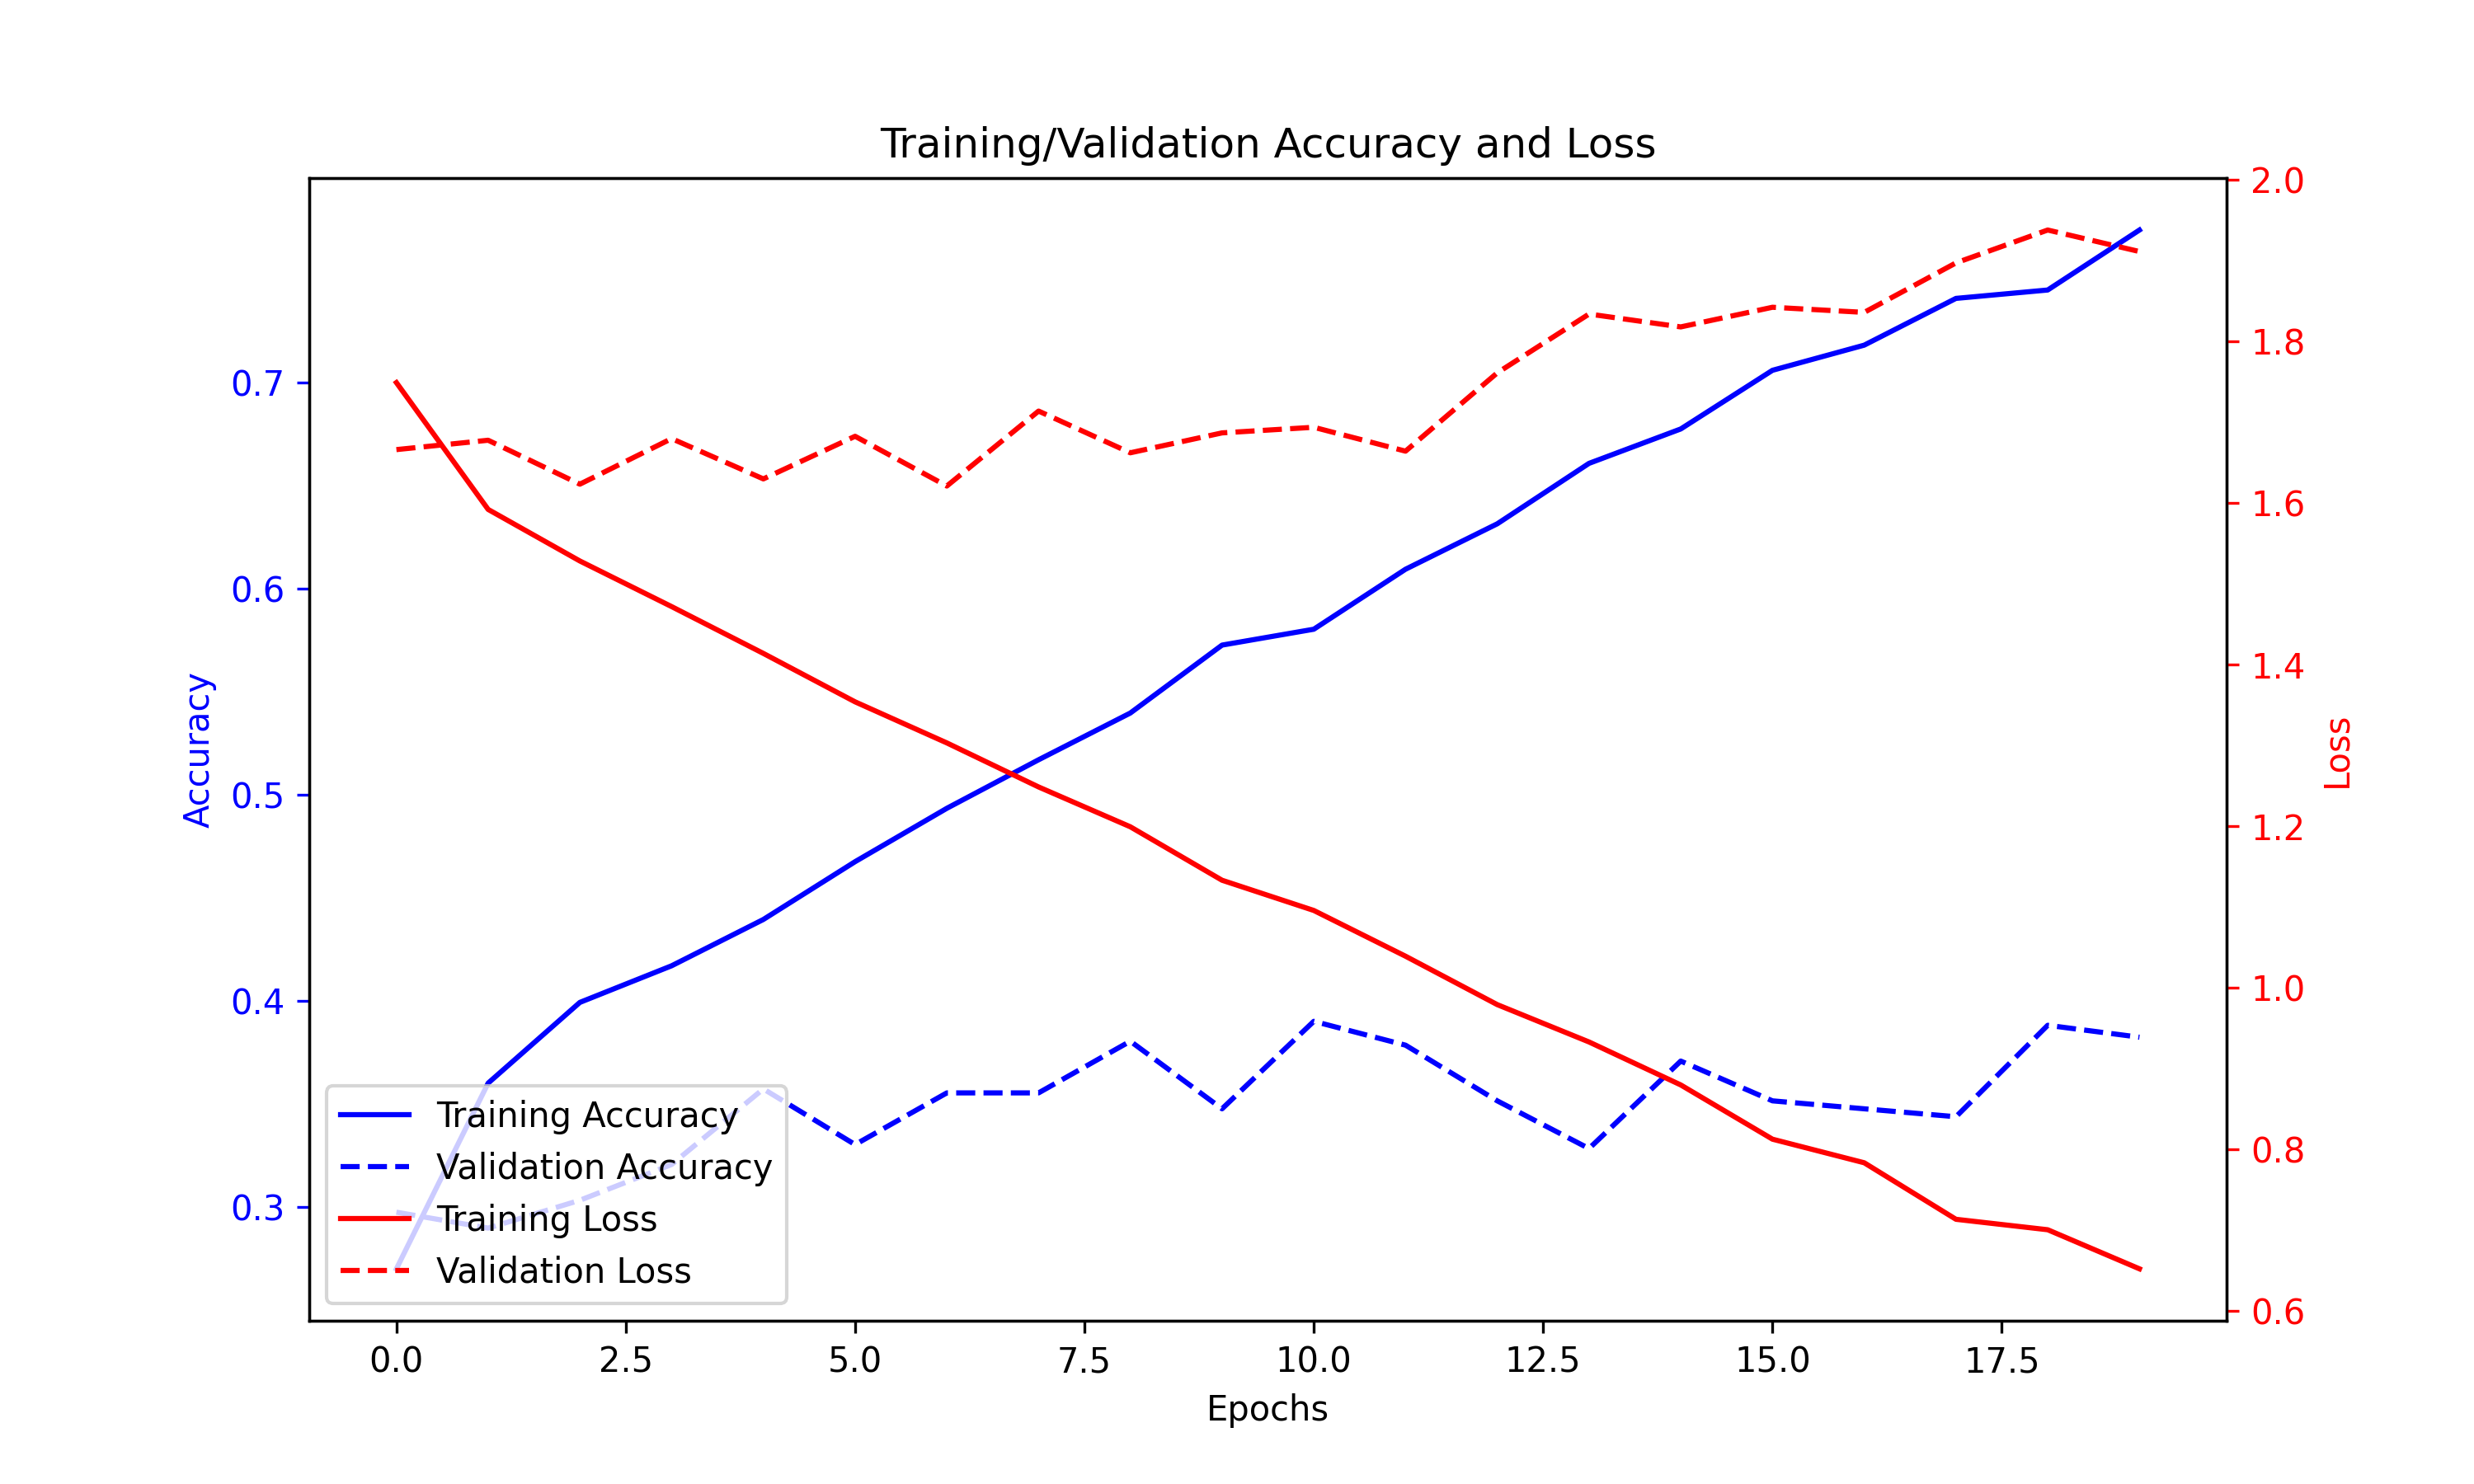 Training/Validation Accuracy and Loss
2.0
1.8
0.7
1.6
0.6
1.4
Accuracy
Loss
0.5
1.2
0.4
1.0
Training Accuracy
Validation Accuracy
0.8
0.3
Training Loss
Validation Loss
0.6
0.0 2.5 5.0 7.5 10.0 12.5 15.0 17.5
Epochs